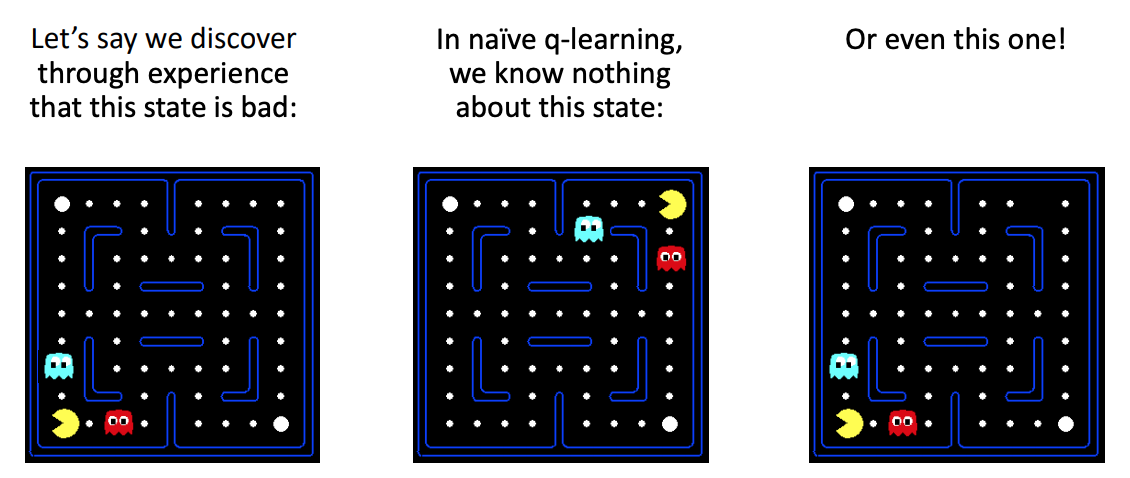 Let’s say we discover
through experience
that this state is bad:
In naïve q-learning,
we know nothing
about this state:
Or even this one!